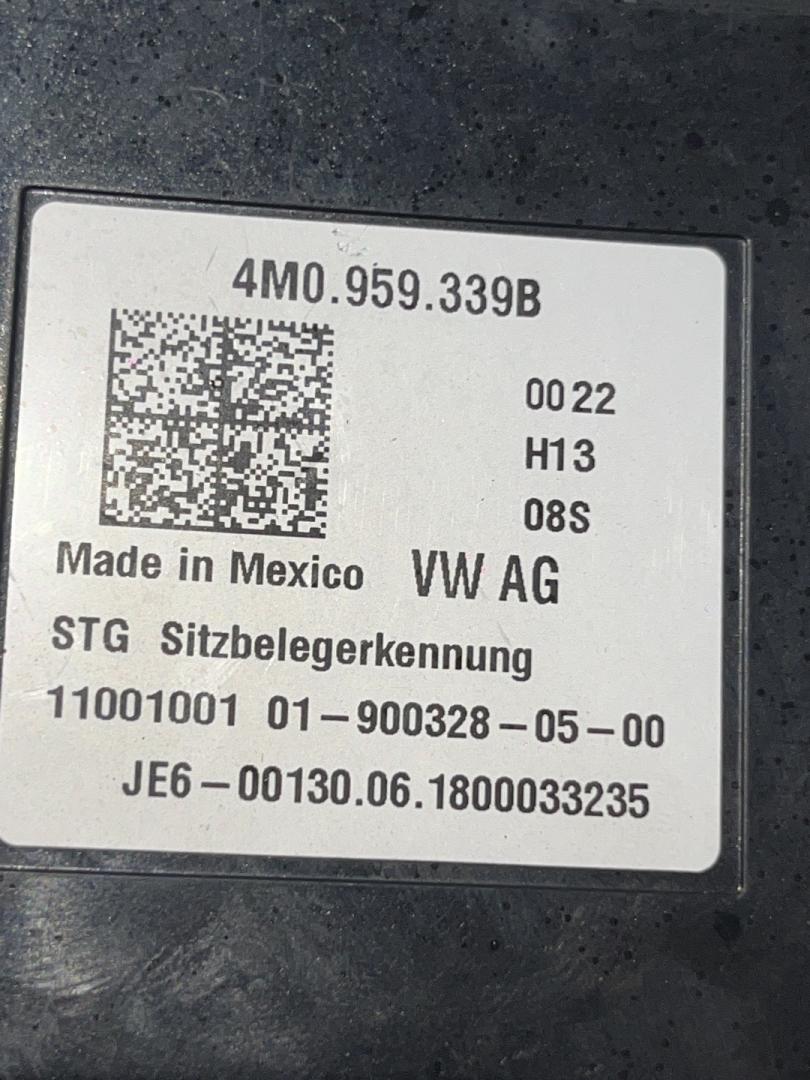 4M0.959.339B
0022
H13
08S
Made in Mexico VW AG
STG Sitzbelegerkennung
11001001 01-900328-05-00
JE6-00130.06.1800033235